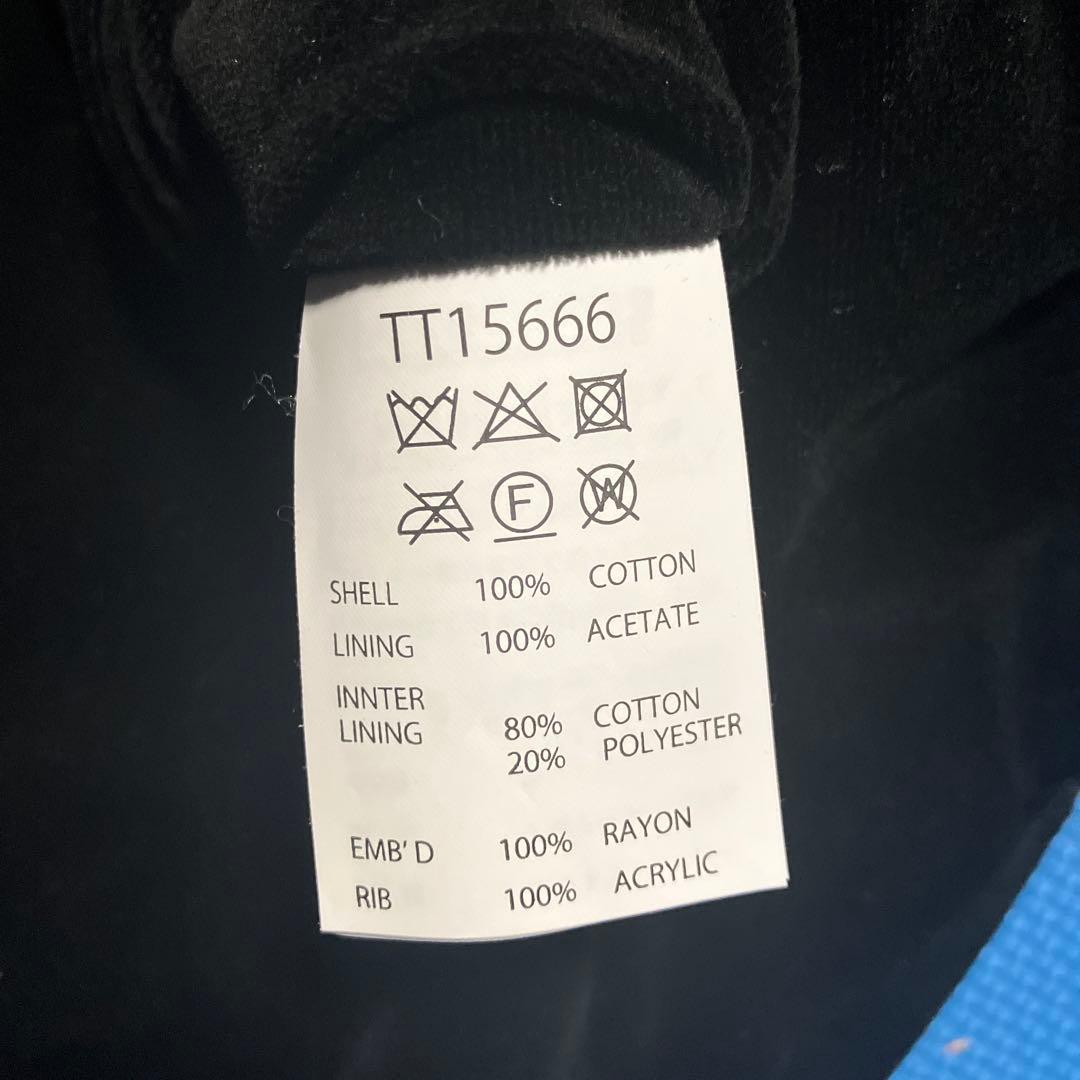 TT15666
F W
SHELL 100% COTTON
LINING 100% ACETATE
INNTER
LINING 80% COTTON
20% POLYESTER
EMB'D 100% RAYON
RIB 100% ACRYLIC